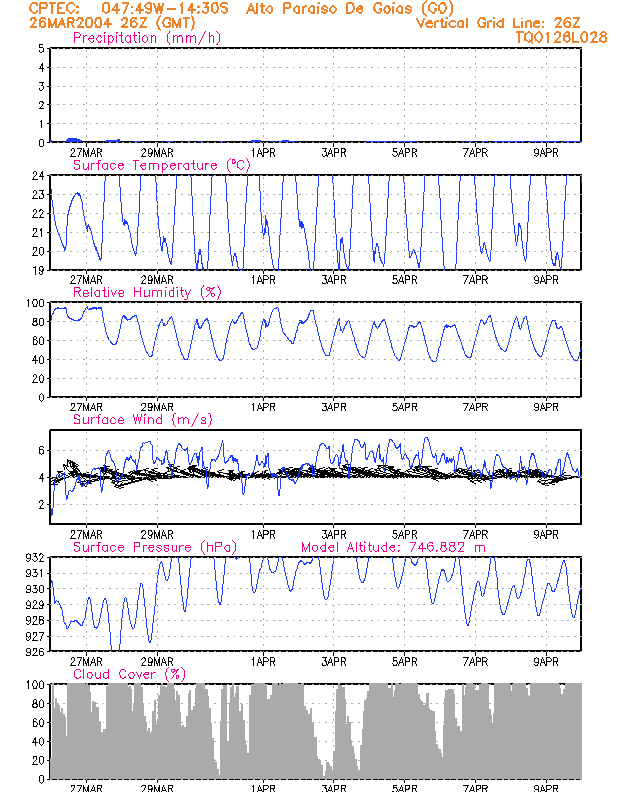 CPTEC: 047:49W-14:30S Alto Paraiso De Goias (GO)
26MAR2004 26Z (GMT) Vertical Grid Line: 26Z
Precipitation (mm/h) TQ0126L028
5
4
3
2
1
0
27MAR 29MAR 1APR 3APR 5APR 7APR 9APR
Surface Temperature (ºC)
24
23
22
21
20
19
27MAR 29MAR 1APR 3APR 5APR 7APR 9APR
Relative Humidity (%)
100
80
60
40
20
0
27MAR 29MAR 1APR 3APR 5APR 7APR 9APR
Surface Wind (m/s)
6
4
2
27MAR 29MAR 1APR 3APR 5APR 7APR 9APR
Surface Pressure (hPa) Model Altitude: 746.882 m
932
931
930
929
928
927
926
27MAR 29MAR 1APR 3APR 5APR 7APR 9APR
Cloud Cover (%)
100
80
60
40
20
0
27MAR 29MAR 1APR 3APR 5APR 7APR 9APR